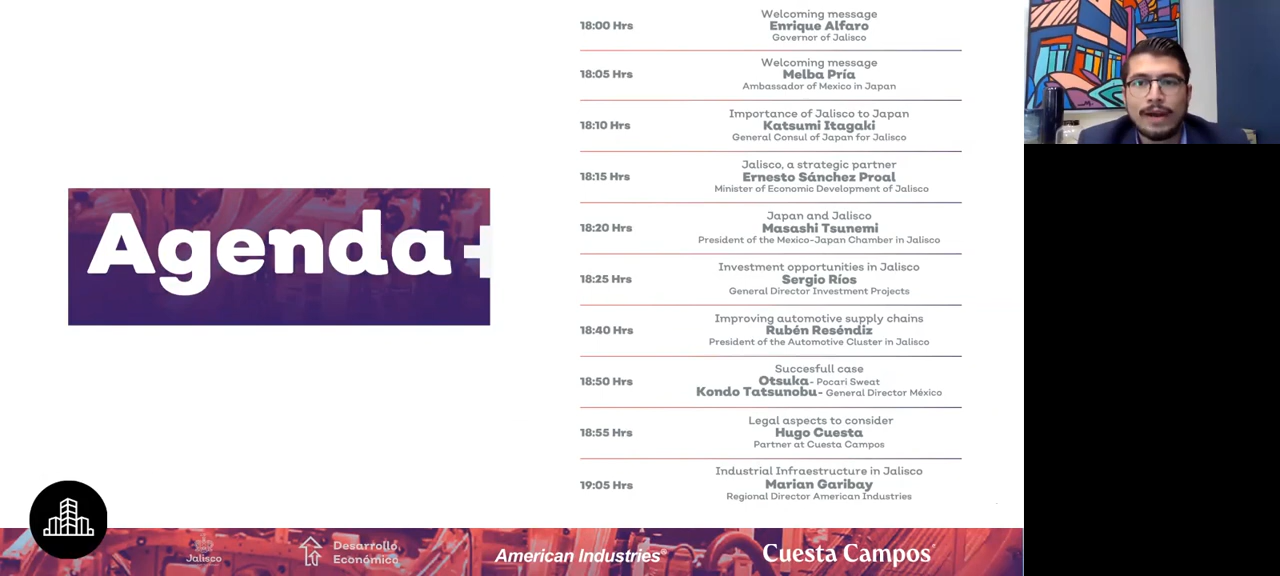 Agenda+
18:00 Hrs
Welcoming message
Enrique Alfaro
Governor of Jalisco
18:05 Hrs
Welcoming message
Melba Pría
Ambassador of Mexico in Japan
18:10 Hrs
Importance of Jalisco to Japan
Katsumi Itagaki
General Consul of Japan for Jalisco
18:15 Hrs
Jalisco, a strategic partner
Ernesto Sánchez Proal
Minister of Economic Development of Jalisco
18:20 Hrs
Japan and Jalisco
Masashi Tsunemi
President of the Mexico-Japan Chamber in Jalisco
18:25 Hrs
Investment opportunities in Jalisco
Sergio Ríos
General Director Investment Projects
18:40 Hrs
Improving automotive supply chains
Rubén Reséndiz
President of the Automotive Cluster in Jalisco
18:50 Hrs
Succesfull case
Otsuka- Pocari Sweat
Kondo Tatsunobu- General Director México
18:55 Hrs
Legal aspects to consider
Hugo Cuesta
Partner at Cuesta Campos
19:05 Hrs
Industrial Infraestructure in Jalisco
Marian Garibay
Regional Director American Industries
Jalisco
Desarrollo
Económico
American Industries
Cuesta Campos